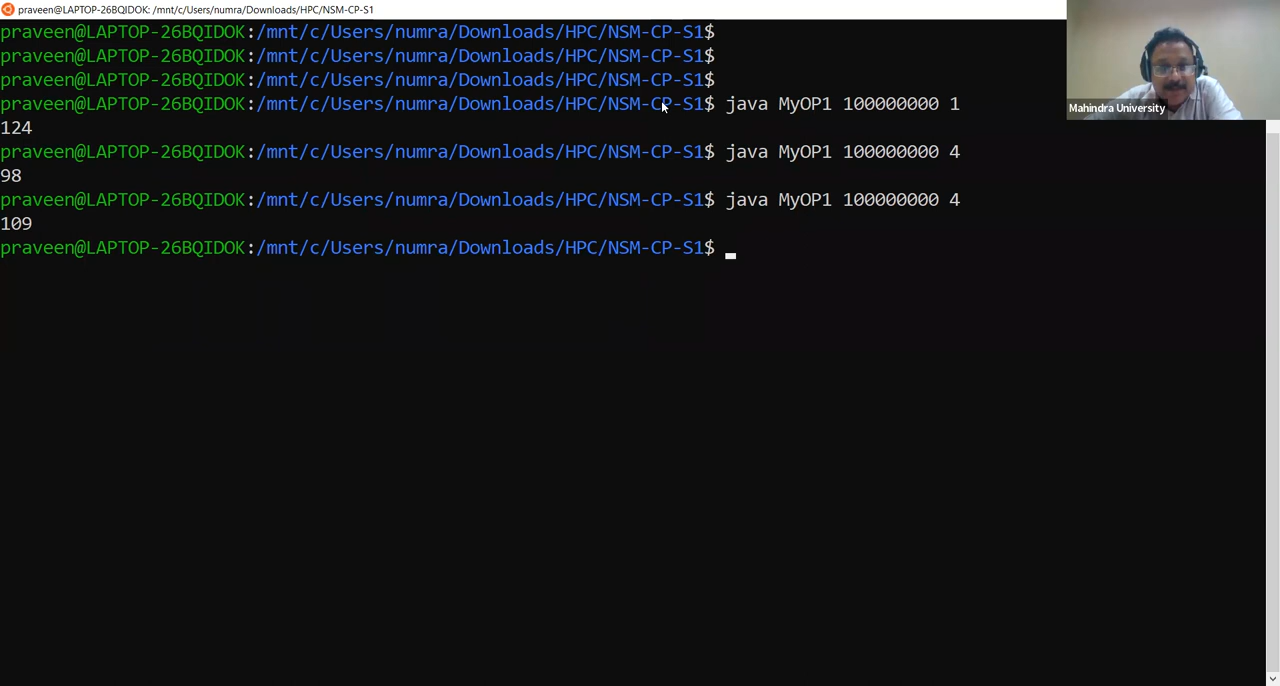 praveen@LAPTOP-26BQIDOK: /mnt/c/Users/numra/Downloads/HPC/NSM-CP-S1
praveen@LAPTOP-26BQIDOK:/mnt/c/Users/numra/Downloads/HPC/NSM-CP-S1$
praveen@LAPTOP-26BQIDOK:/mnt/c/Users/numra/Downloads/HPC/NSM-CP-S1$
praveen@LAPTOP-26BQIDOK:/mnt/c/Users/numra/Downloads/HPC/NSM-CP-S1$
praveen@LAPTOP-26BQIDOK:/mnt/c/Users/numra/Downloads/HPC/NSM-CP-S1$ java MyOP1 100000000 1
Mahindra University
124
praveen@LAPTOP-26BQIDOK:/mnt/c/Users/numra/Downloads/HPC/NSM-CP-S1$ java MyOP1 100000000 4
98
praveen@LAPTOP-26BQIDOK:/mnt/c/Users/numra/Downloads/HPC/NSM-CP-S1$ java MyOP1 100000000 4
109
praveen@LAPTOP-26BQIDOK:/mnt/c/Users/numra/Downloads/HPC/NSM-CP-S1$